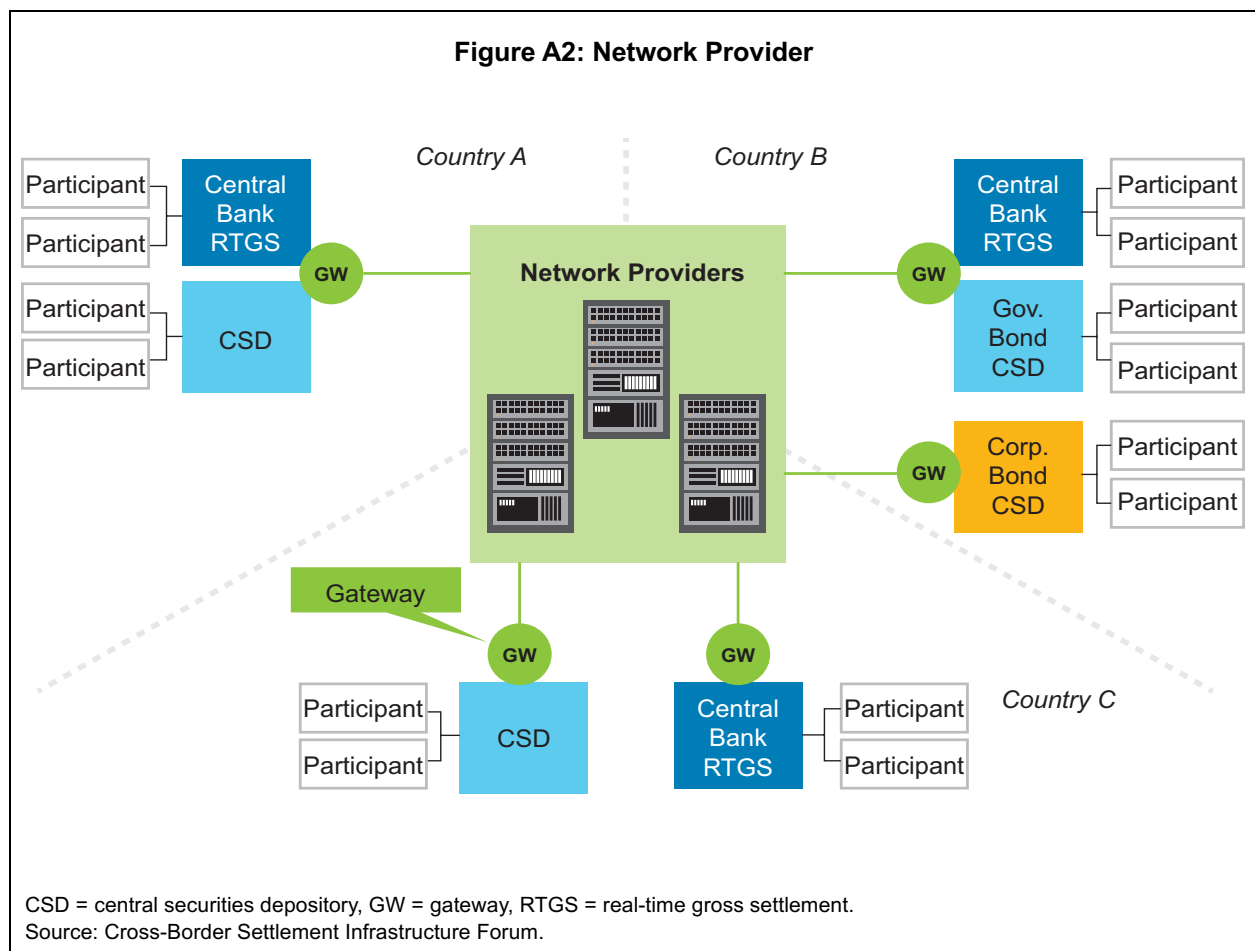 Figure A2: Network Provider
Country A
Country B
Participant
Participant
Central
Bank
RTGS
GW
Participant
Participant
CSD
Network Providers
GW
Central
Bank
RTGS
Participant
Participant
Gov.
Bond
CSD
Participant
Participant
GW
Corp.
Bond
CSD
Participant
Participant
Gateway
GW
GW
Participant
Participant
CSD
Central
Bank
RTGS
Participant
Participant
Country C
CSD = central securities depository, GW = gateway, RTGS = real-time gross settlement.
Source: Cross-Border Settlement Infrastructure Forum.